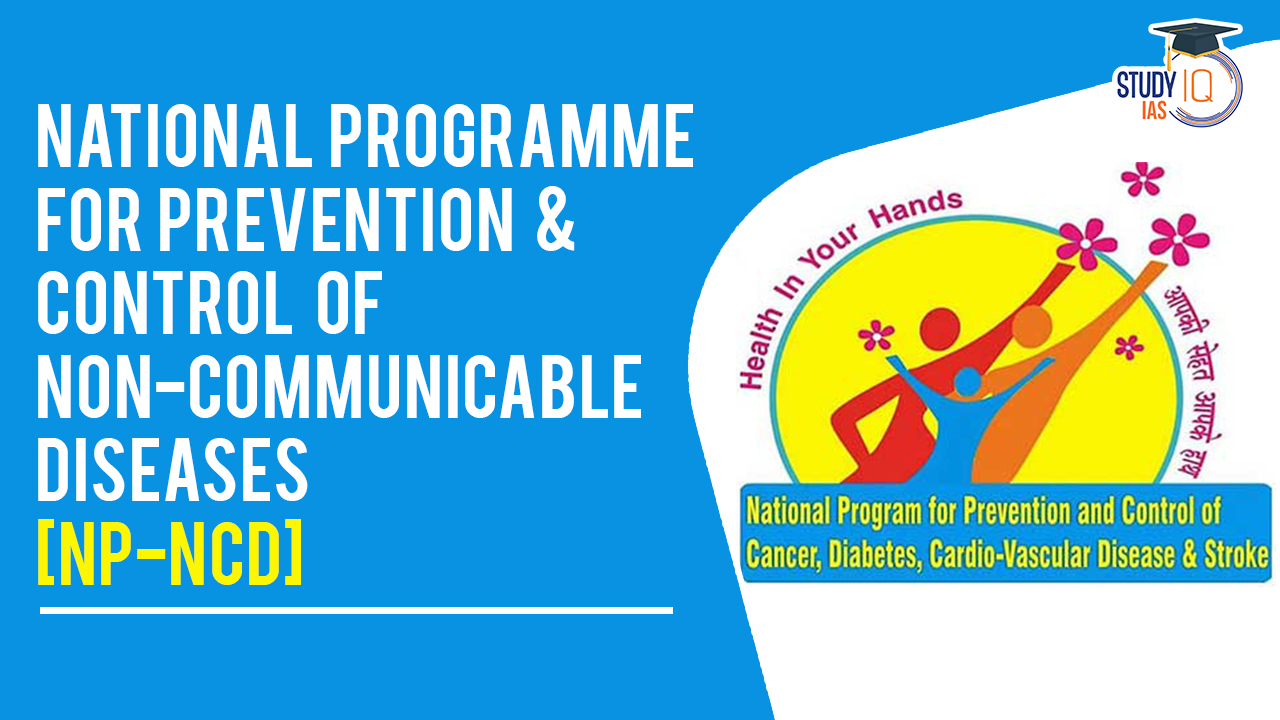 NATIONAL PROGRAMME
FOR PREVENTION &
CONTROL OF
NON-COMMUNICABLE
DISEASES
[NP-NCD]
STUDY IQ
IAS
Health In Your Hands
आपकी सेहत आपके हाथ
National Program for Prevention and Control of
Cancer, Diabetes, Cardio-Vascular Disease & Stroke